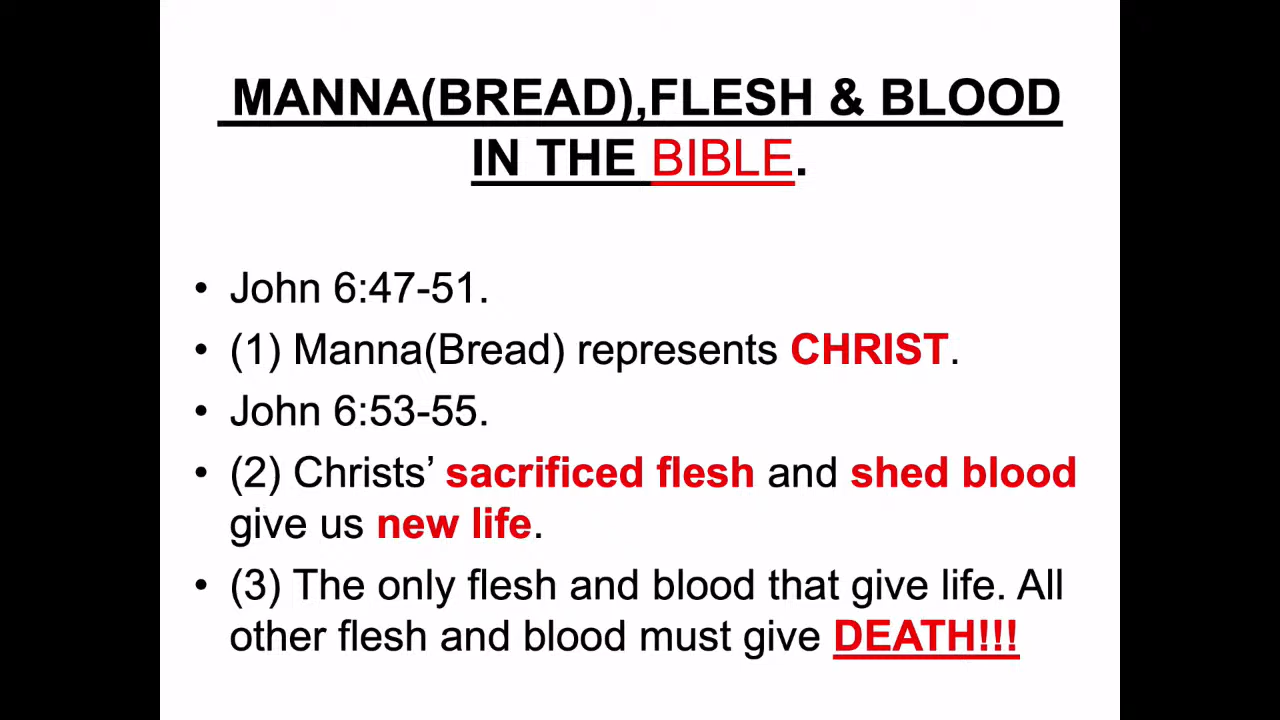 MANNA(BREAD),FLESH & BLOOD
IN THE BIBLE.
• John 6:47-51.
• (1) Manna(Bread) represents CHRIST.
• John 6:53-55.
• (2) Christs’ sacrificed flesh and shed blood
give us new life.
• (3) The only flesh and blood that give life. All
other flesh and blood must give DEATH!!!